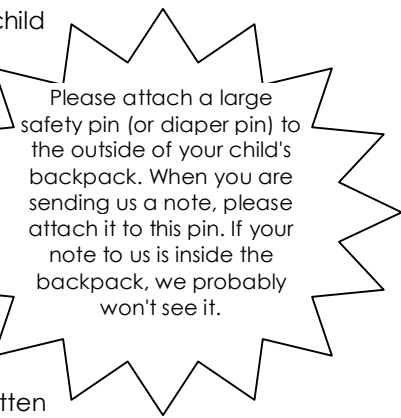 child
Please attach a large
safety pin (or diaper pin) to
the outside of your child's
backpack. When you are
sending us a note, please
attach it to this pin. If your
note to us is inside the
backpack, we probably
won't see it.